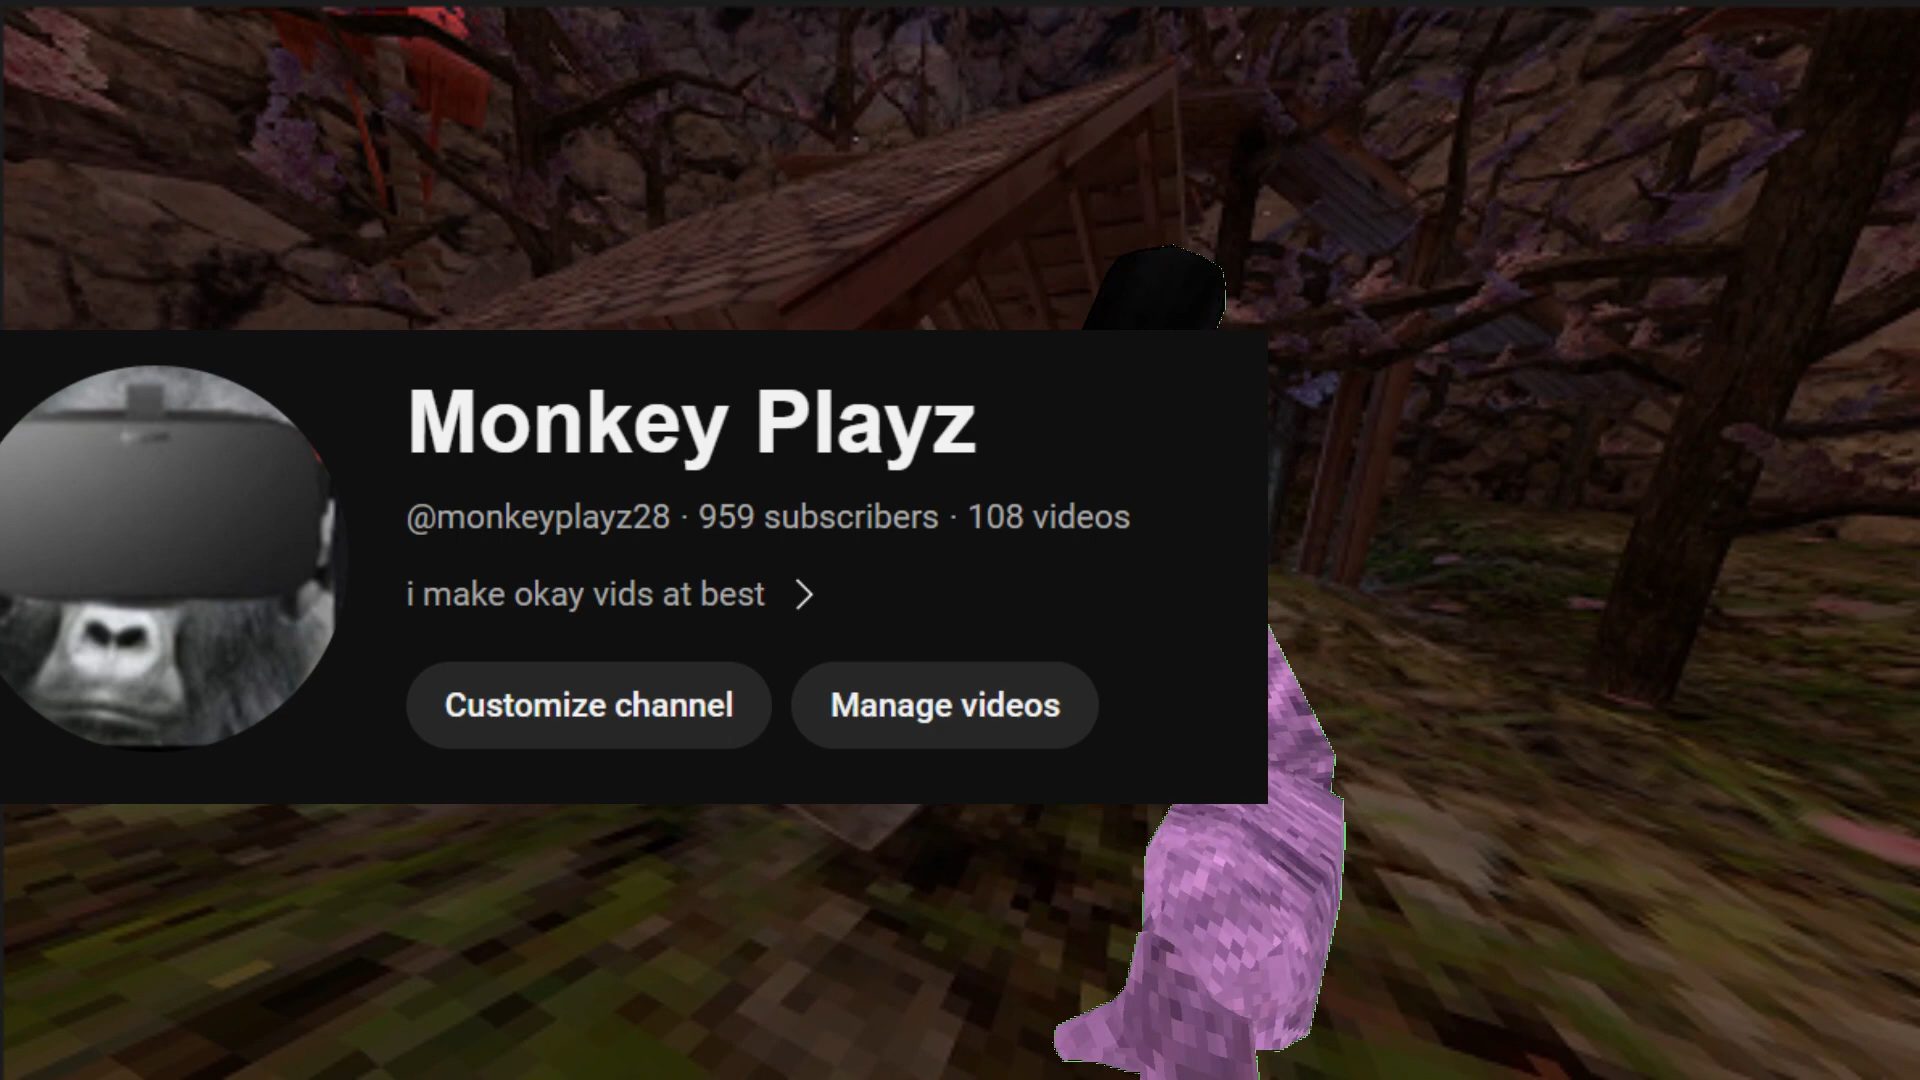 Monkey Playz
@monkeyplayz28 · 959 subscribers · 108 videos
i make okay vids at best
Customize channel Manage videos